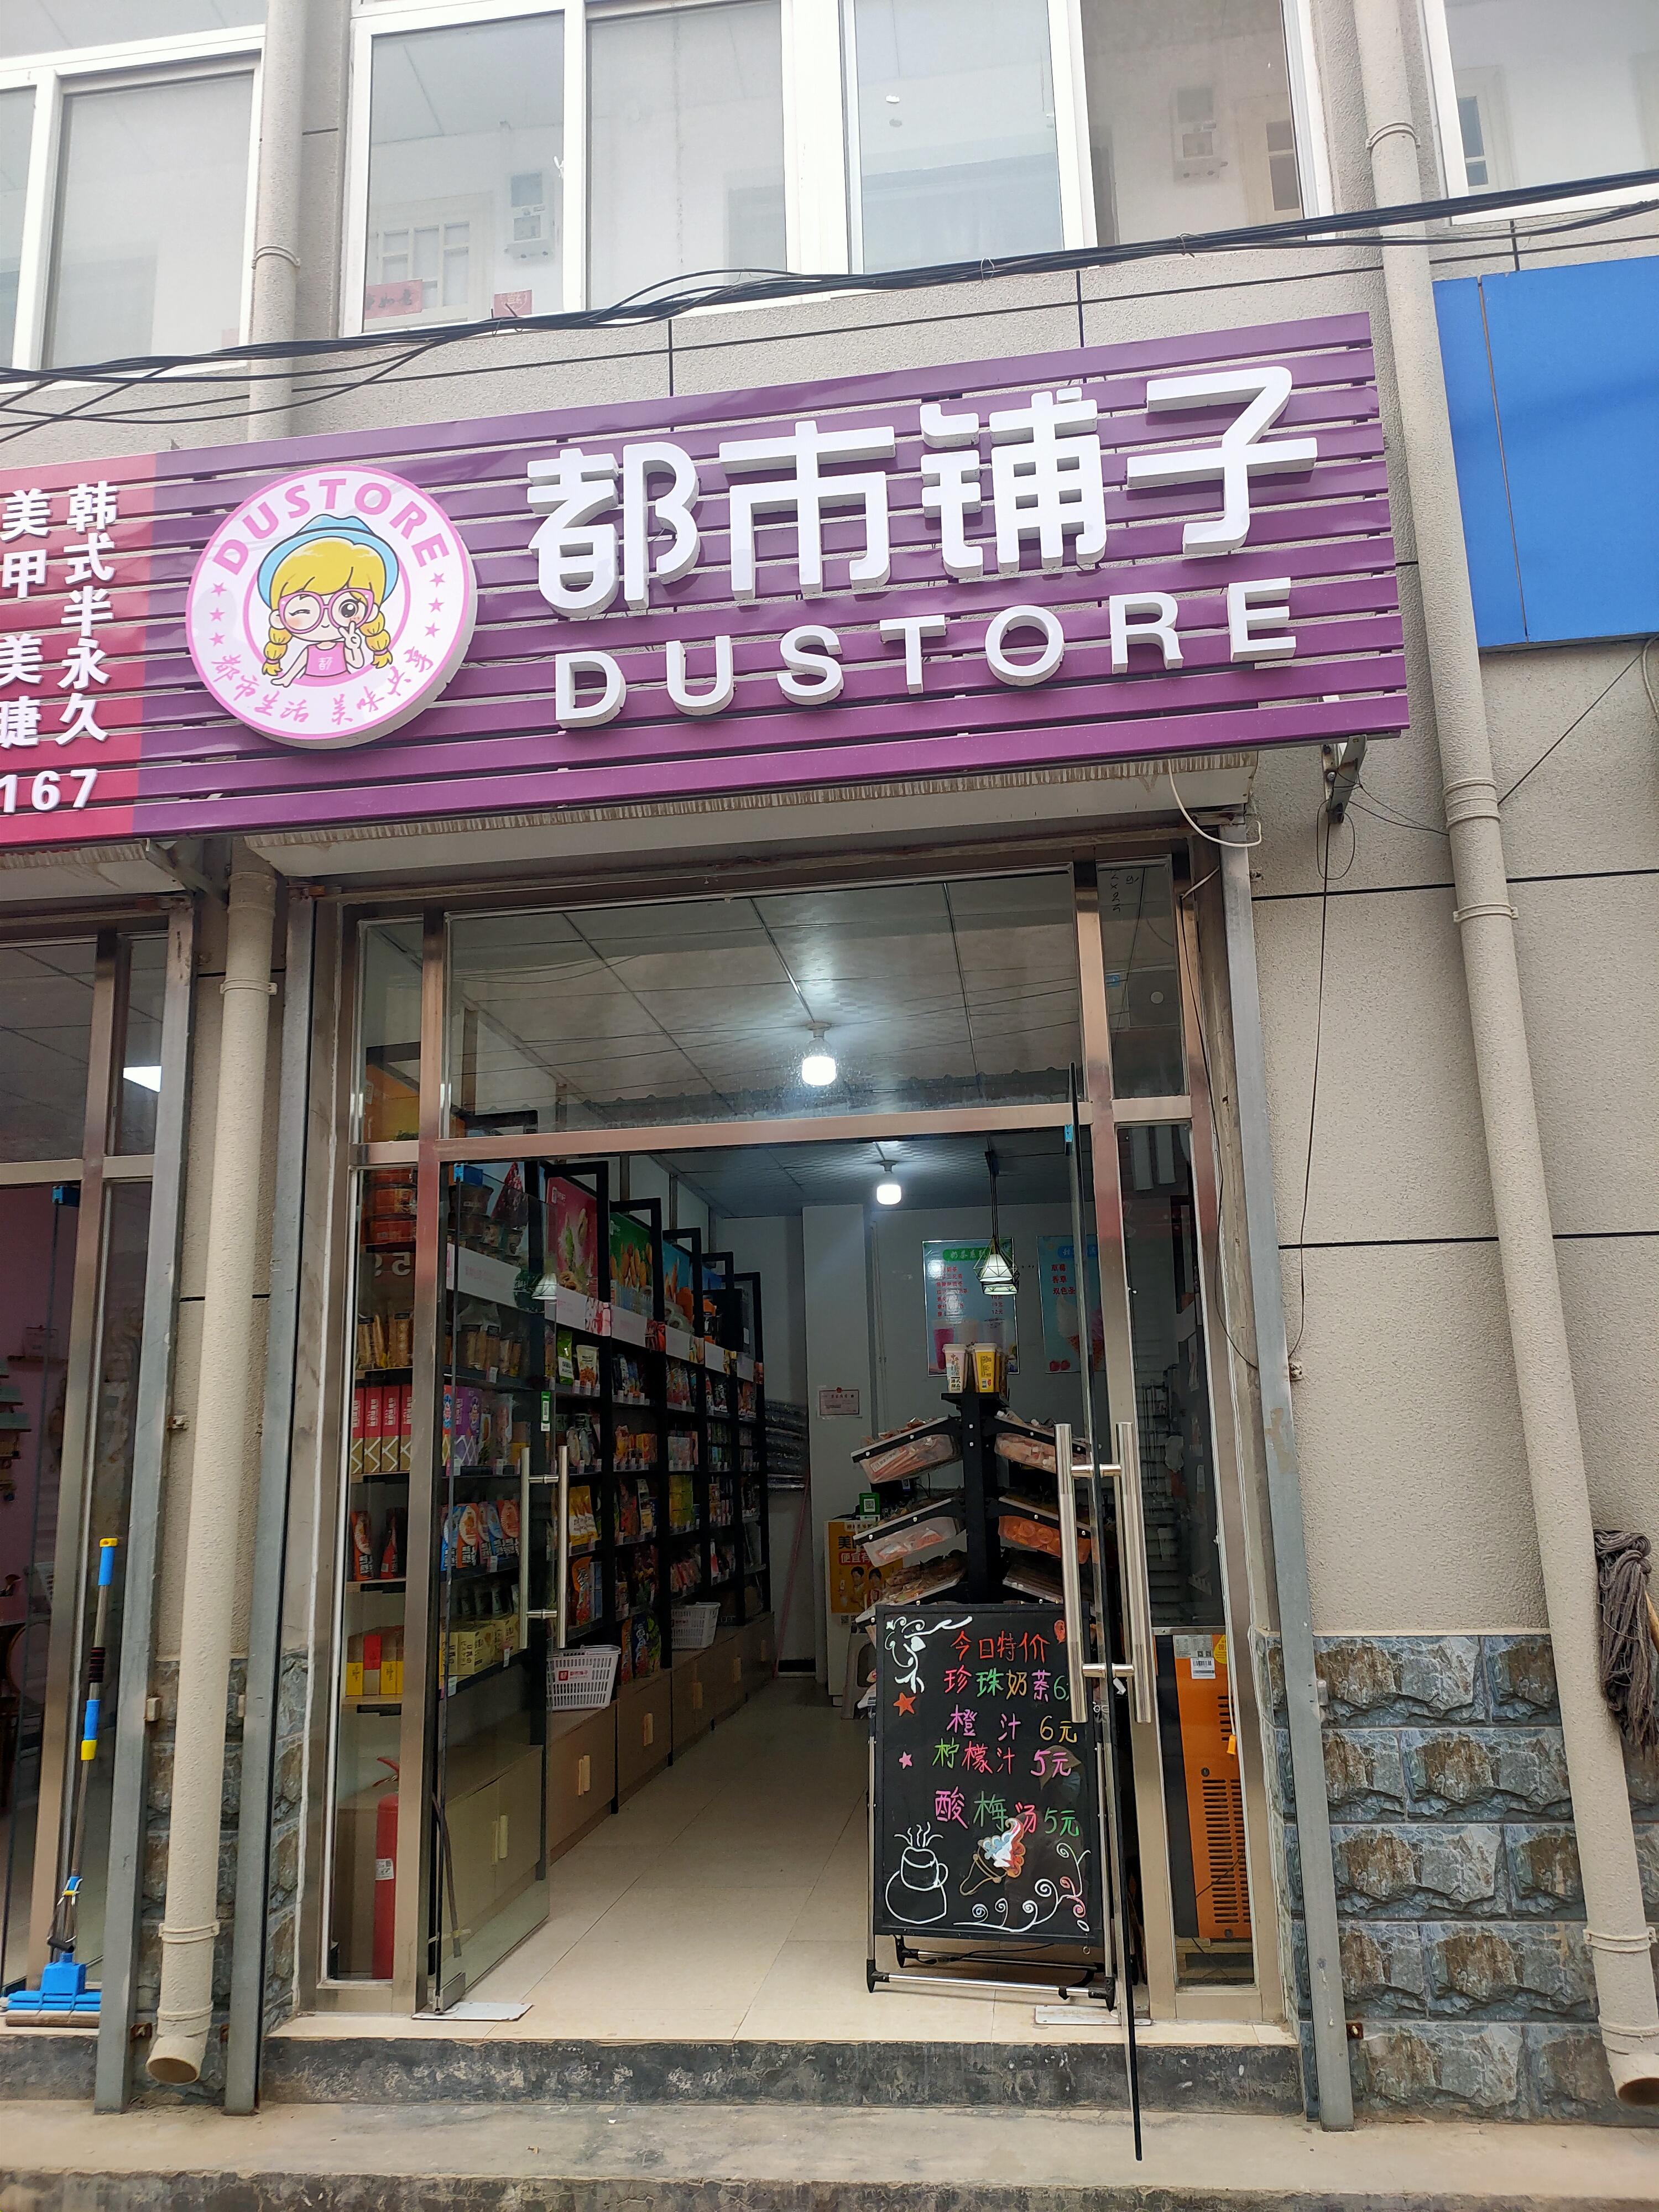 韩式半永久
美甲 美睫
167
DUSTORE
都市生活 美味共享
都市铺子
DUSTORE
今日特价
珍珠奶茶6
橙汁 6元
柠檬汁 5元
酸梅汤5元